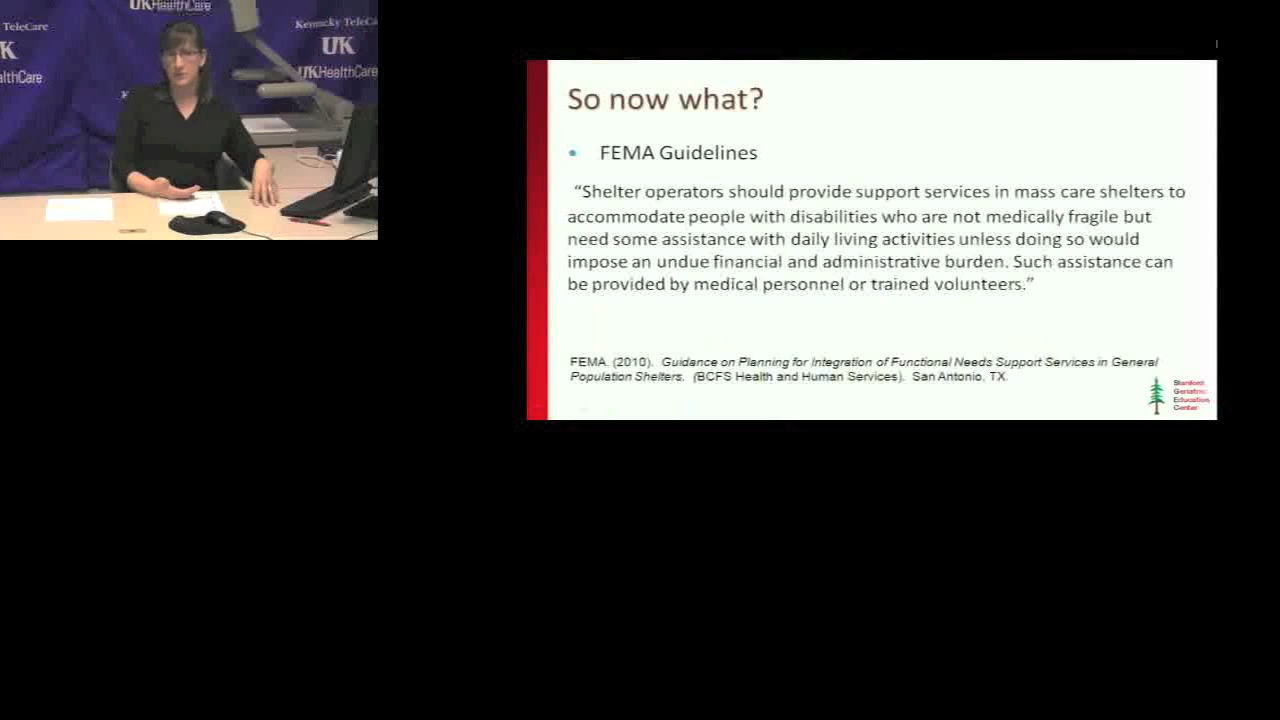 UKHealthCare
TeleCare
Kentucky TeleCa
K
UK
althCare
UKHealthCare
So now what?
• FEMA Guidelines
“Shelter operators should provide support services in mass care shelters to
accommodate people with disabilities who are not medically fragile but
need some assistance with daily living activities unless doing so would
impose an undue financial and administrative burden. Such assistance can
be provided by medical personnel or trained volunteers.”
FEMA. (2010). Guidance on Planning for Integration of Functional Needs Support Services in General
Population Shelters. (BCFS Health and Human Services). San Antonio, TX.
Stanford
Geriatric
Education
Center